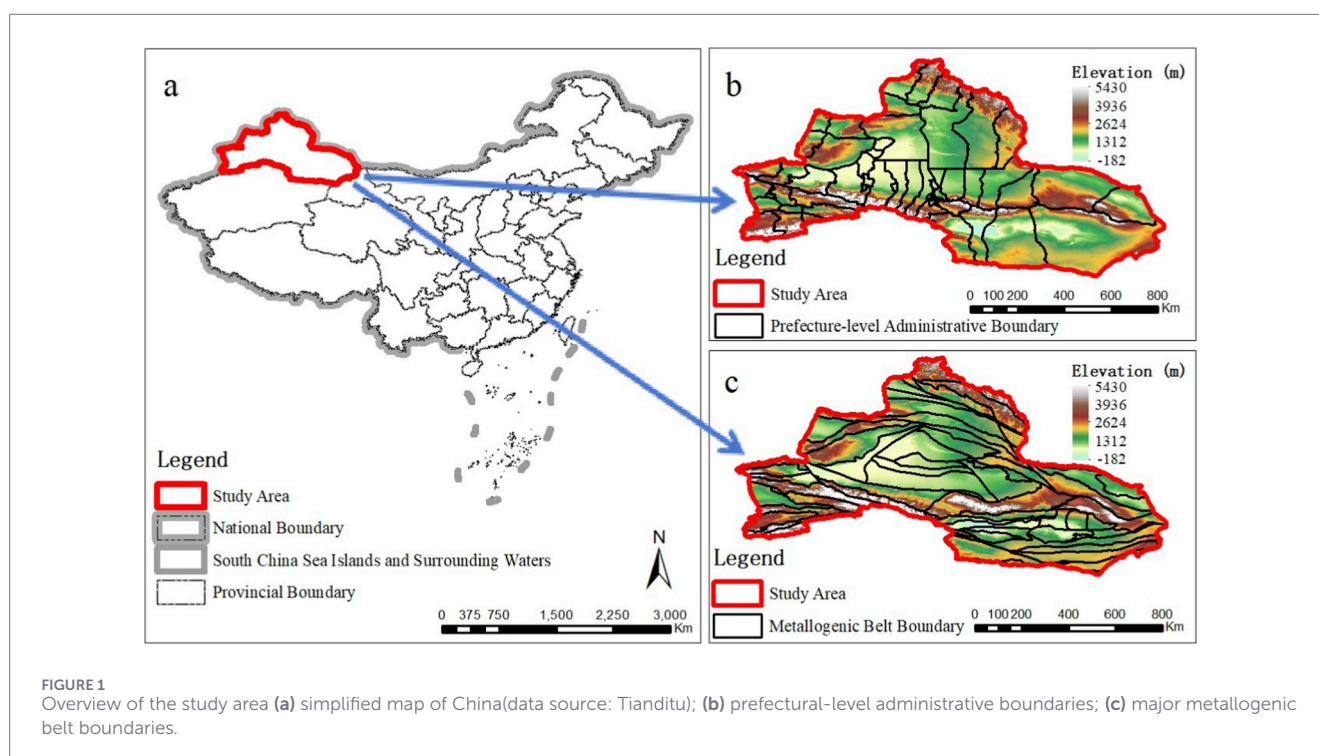 a
Legend
Study Area
National Boundary
South China Sea Islands and Surrounding Waters
Provincial Boundary
N
0 375 750 1,500 2,250 3,000
Km
b
Elevation (m)
5430
3936
2624
1312
-182
Legend
Study Area
Prefecture-level Administrative Boundary
0 100 200 400 600 800
Km
c
Elevation (m)
5430
3936
2624
1312
-182
Legend
Study Area
Metallogenic Belt Boundary
0 100 200 400 600 800
Km
FIGURE 1
Overview of the study area (a) simplified map of China(data source: Tianditu); (b) prefectural-level administrative boundaries; (c) major metallogenic
belt boundaries.